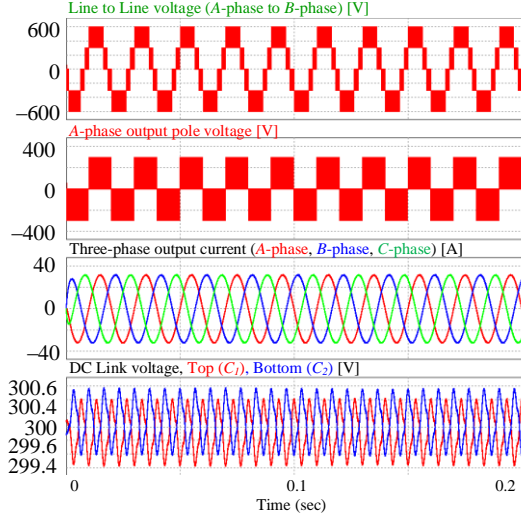 Line to Line voltage (A-phase to B-phase) [V]
600
0
–600
A-phase output pole voltage [V]
400
0
–400
Three-phase output current (A-phase, B-phase, C-phase) [A]
40
0
–40
DC Link voltage, Top (C₁), Bottom (C₂) [V]
300.6
300.4
300
299.6
299.4
0 0.1 0.2
Time (sec)